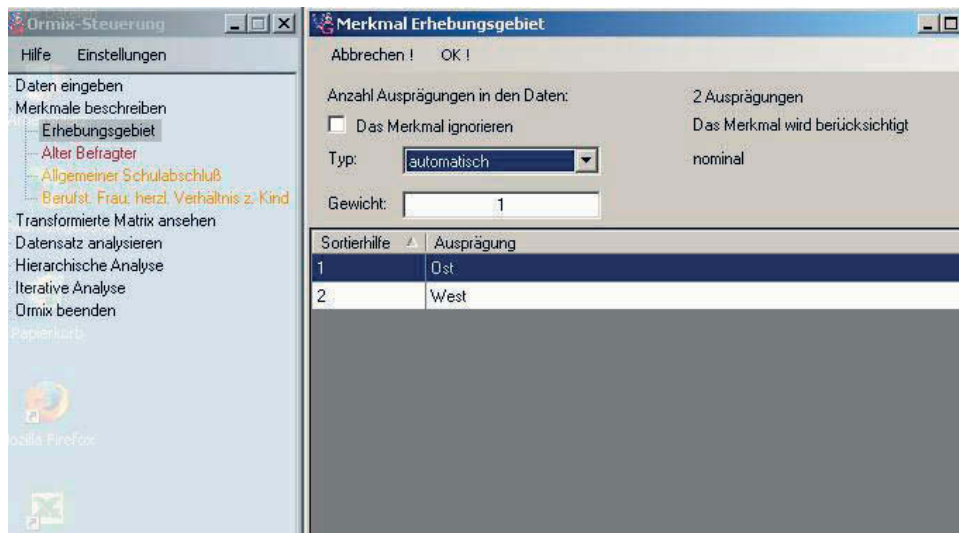 Ormix-Steuerung
Hilfe Einstellungen
Daten eingeben
Merkmale beschreiben
Erhebungsgebiet
Alter Befragter
Allgemeiner Schulabschluß
Berufst. Frau; herzl. Verhältnis z. Kind
Transformierte Matrix ansehen
Datensatz analysieren
Hierarchische Analyse
Iterative Analyse
Ormix beenden
Papierkorb
Mozilla Firefox
Merkmal Erhebungsgebiet
Abbrechen ! OK !
Anzahl Ausprägungen in den Daten: 2 Ausprägungen
Das Merkmal ignorieren Das Merkmal wird berücksichtigt
Typ: automatisch nominal
Gewicht: 1
Sortierhilfe Ausprägung
1 Ost
2 West